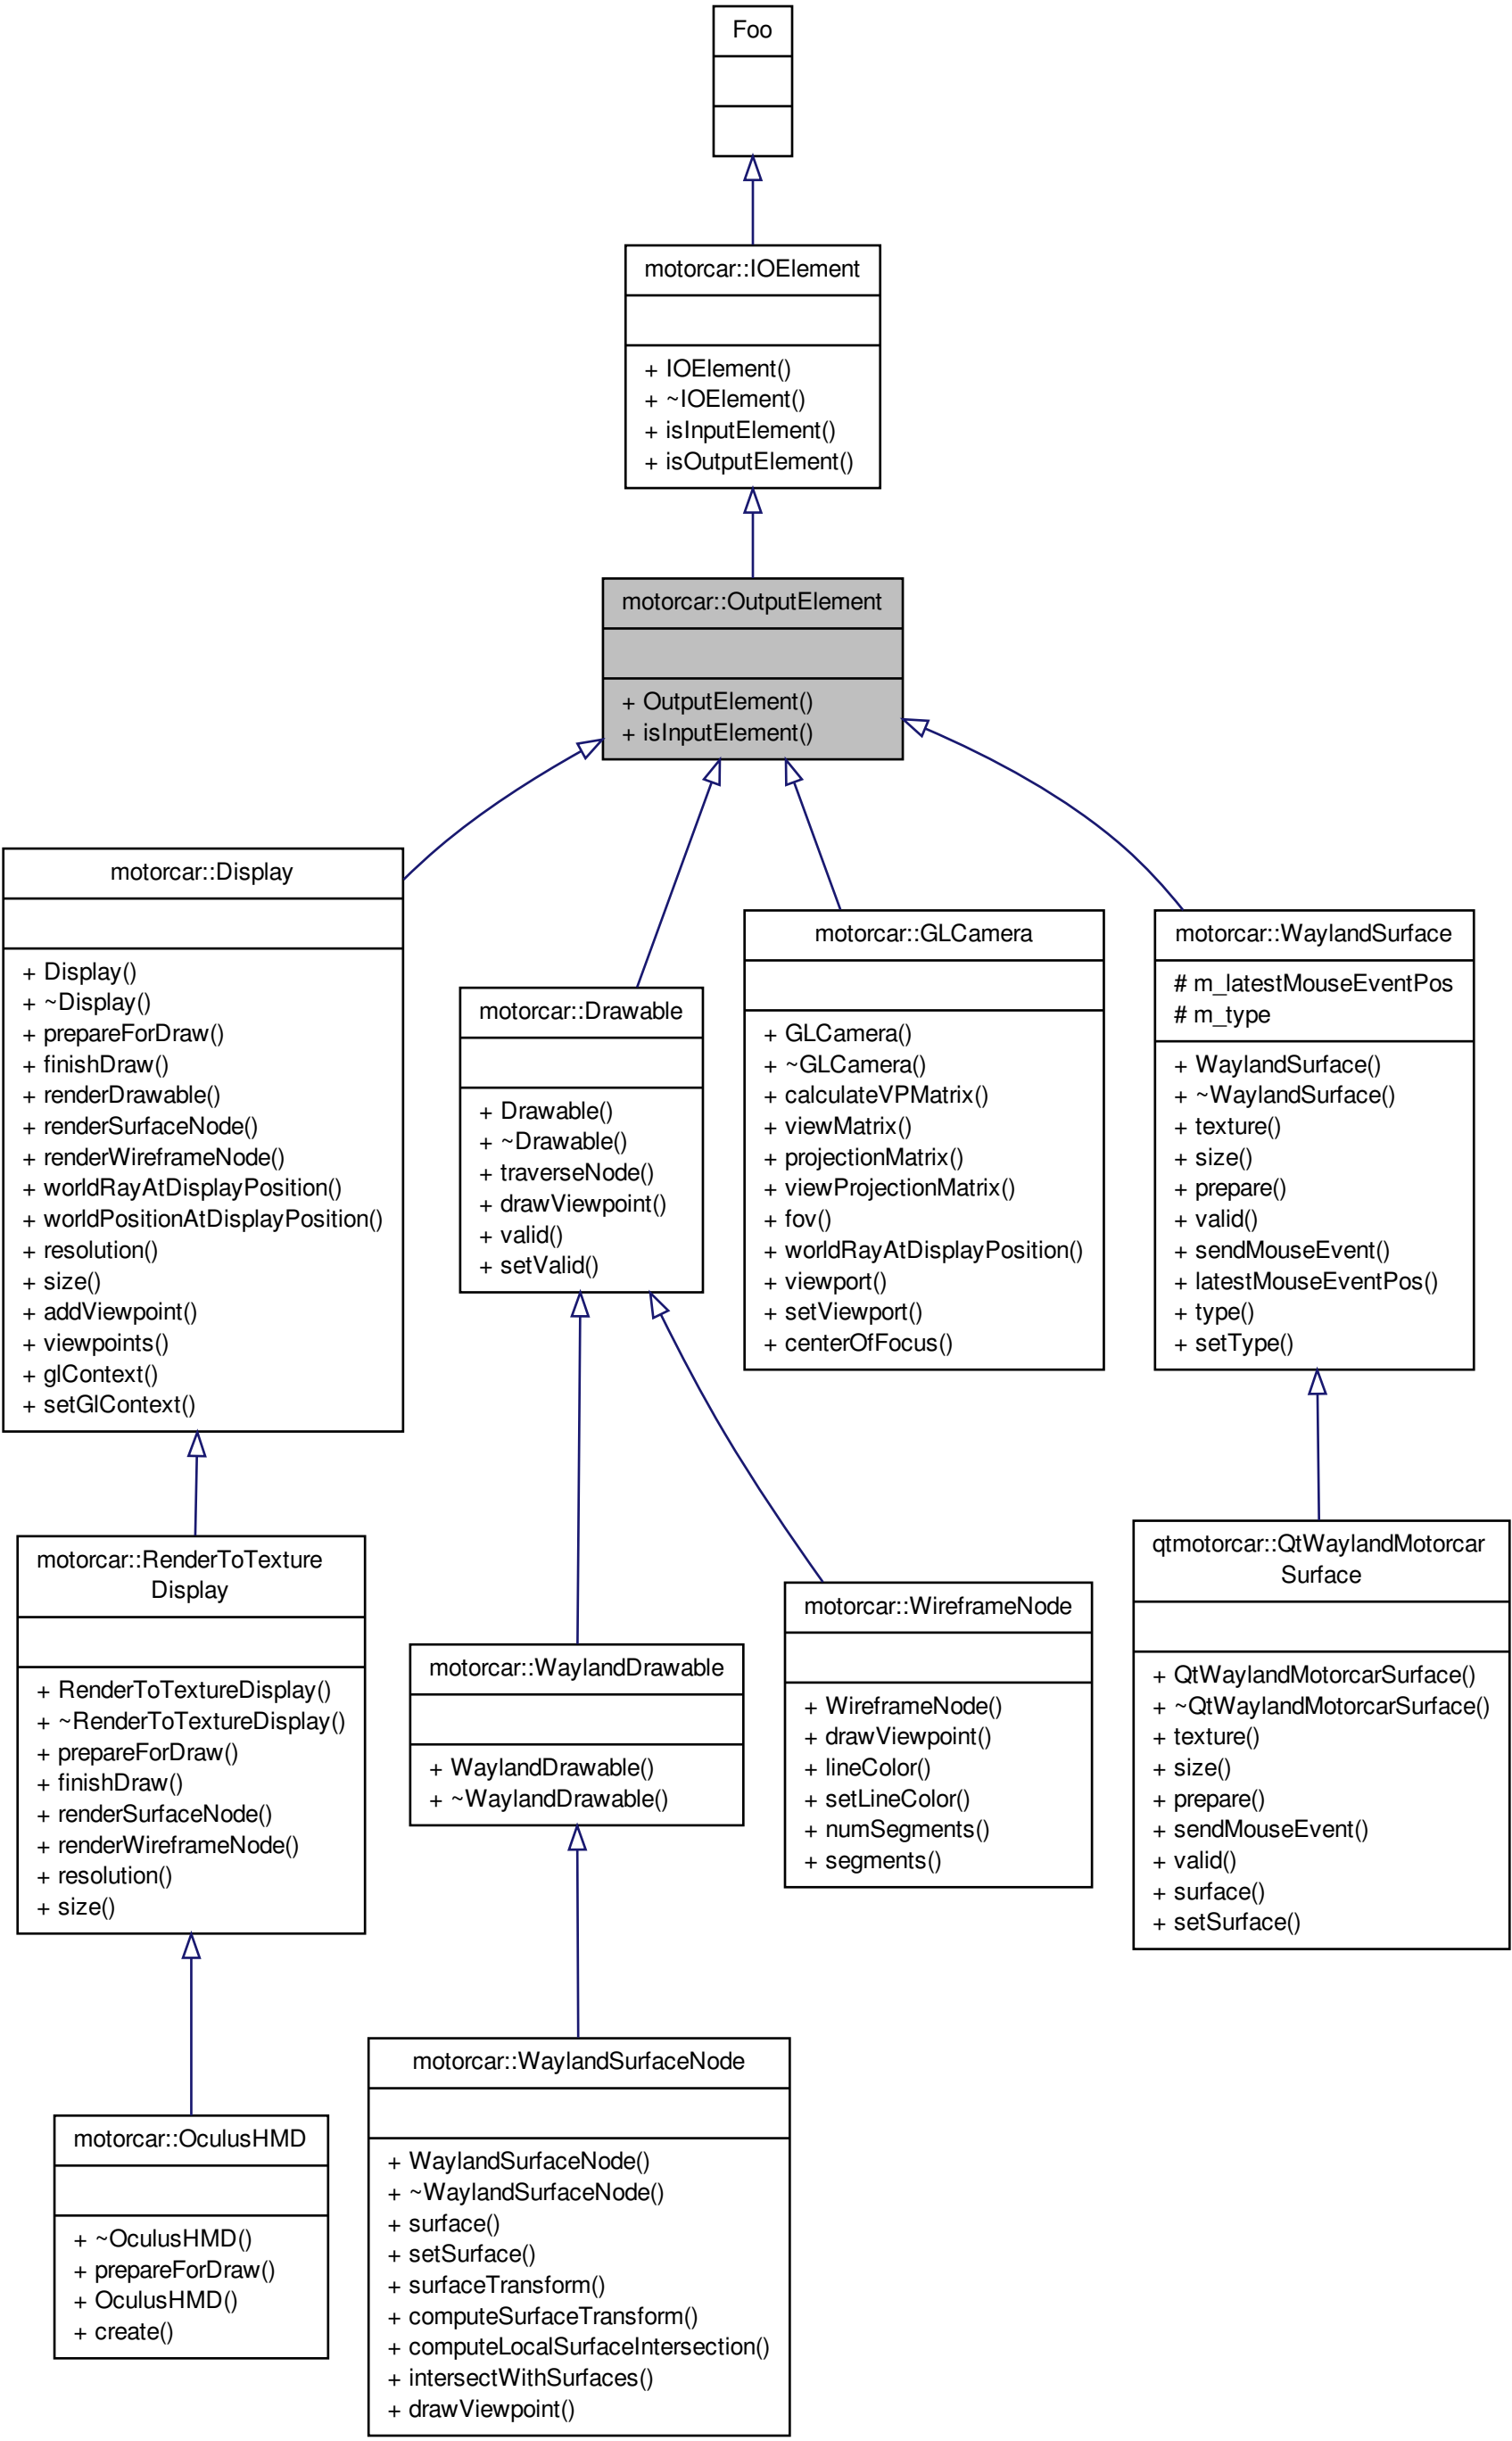 Foo
motorcar::IOElement
+ IOElement()
+ ~IOElement()
+ isInputElement()
+ isOutputElement()
motorcar::OutputElement
+ OutputElement()
+ isInputElement()
motorcar::Display
+ Display()
+ ~Display()
+ prepareForDraw()
+ finishDraw()
+ renderDrawable()
+ renderSurfaceNode()
+ renderWireframeNode()
+ worldRayAtDisplayPosition()
+ worldPositionAtDisplayPosition()
+ resolution()
+ size()
+ addViewpoint()
+ viewpoints()
+ glContext()
+ setGlContext()
motorcar::Drawable
+ Drawable()
+ ~Drawable()
+ traverseNode()
+ drawViewpoint()
+ valid()
+ setValid()
motorcar::GLCamera
+ GLCamera()
+ ~GLCamera()
+ calculateVPMatrix()
+ viewMatrix()
+ projectionMatrix()
+ viewProjectionMatrix()
+ fov()
+ worldRayAtDisplayPosition()
+ viewport()
+ setViewport()
+ centerOfFocus()
motorcar::WaylandSurface
# m_latestMouseEventPos
# m_type
+ WaylandSurface()
+ ~WaylandSurface()
+ texture()
+ size()
+ prepare()
+ valid()
+ sendMouseEvent()
+ latestMouseEventPos()
+ type()
+ setType()
motorcar::RenderToTexture
Display
+ RenderToTextureDisplay()
+ ~RenderToTextureDisplay()
+ prepareForDraw()
+ finishDraw()
+ renderSurfaceNode()
+ renderWireframeNode()
+ resolution()
+ size()
motorcar::WaylandDrawable
+ WaylandDrawable()
+ ~WaylandDrawable()
motorcar::WireframeNode
+ WireframeNode()
+ drawViewpoint()
+ lineColor()
+ setLineColor()
+ numSegments()
+ segments()
qtmotorcar::QtWaylandMotorcar
Surface
+ QtWaylandMotorcarSurface()
+ ~QtWaylandMotorcarSurface()
+ texture()
+ size()
+ prepare()
+ sendMouseEvent()
+ valid()
+ surface()
+ setSurface()
motorcar::OculusHMD
+ ~OculusHMD()
+ prepareForDraw()
+ OculusHMD()
+ create()
motorcar::WaylandSurfaceNode
+ WaylandSurfaceNode()
+ ~WaylandSurfaceNode()
+ surface()
+ setSurface()
+ surfaceTransform()
+ computeSurfaceTransform()
+ computeLocalSurfaceIntersection()
+ intersectWithSurfaces()
+ drawViewpoint()